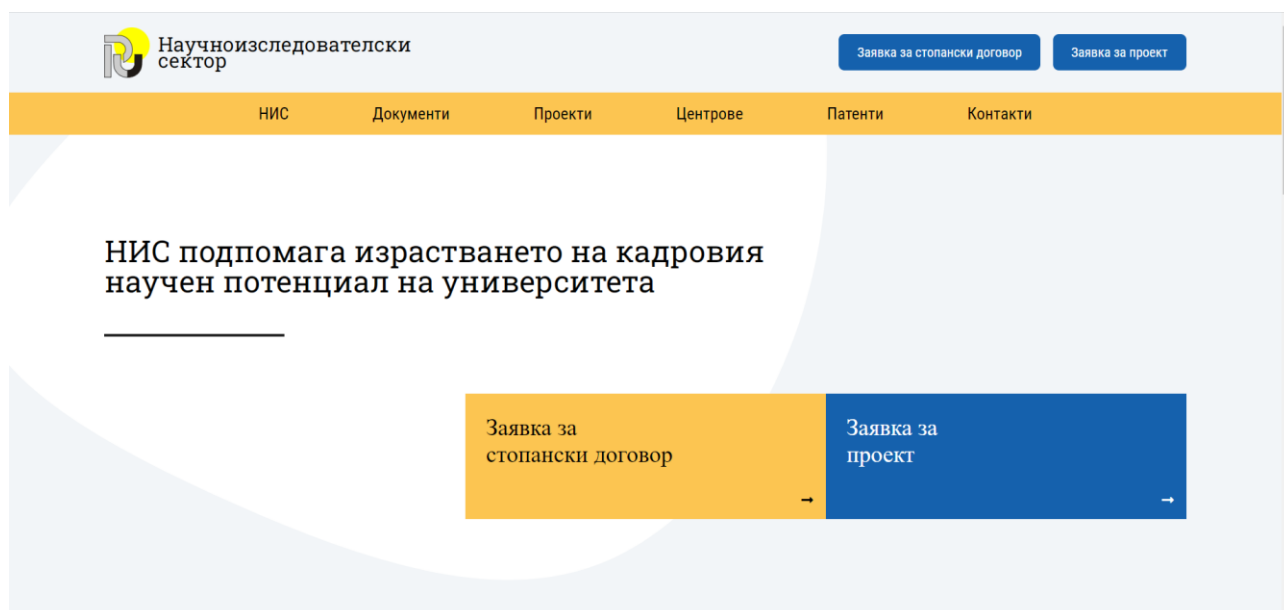 Научноизследователски
сектор
Заявка за стопански договор
Заявка за проект
НИС
Документи
Проекти
Центрове
Патенти
Контакти
НИС подпомага израстването на кадровия
научен потенциал на университета
Заявка за
стопански договор
Заявка за
проект